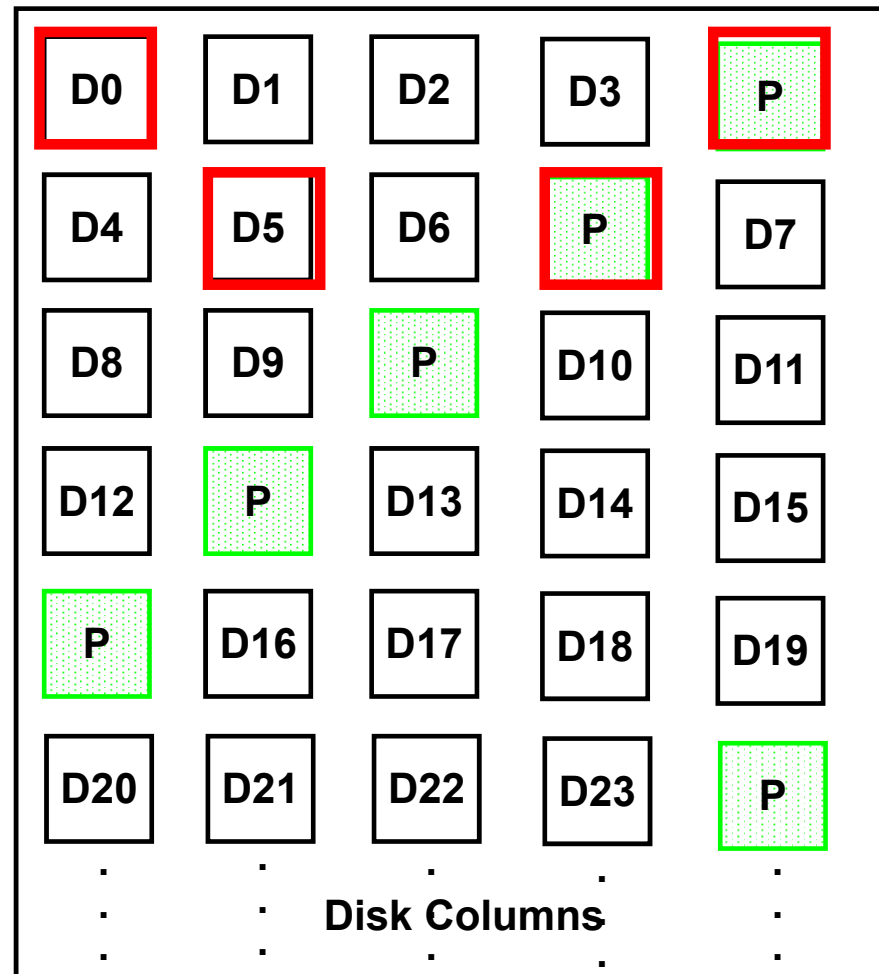 D0 D1 D2 D3 P
D4 D5 D6 P D7
D8 D9 P D10 D11
D12 P D13 D14 D15
P D16 D17 D18 D19
D20 D21 D22 D23 P
Disk Columns